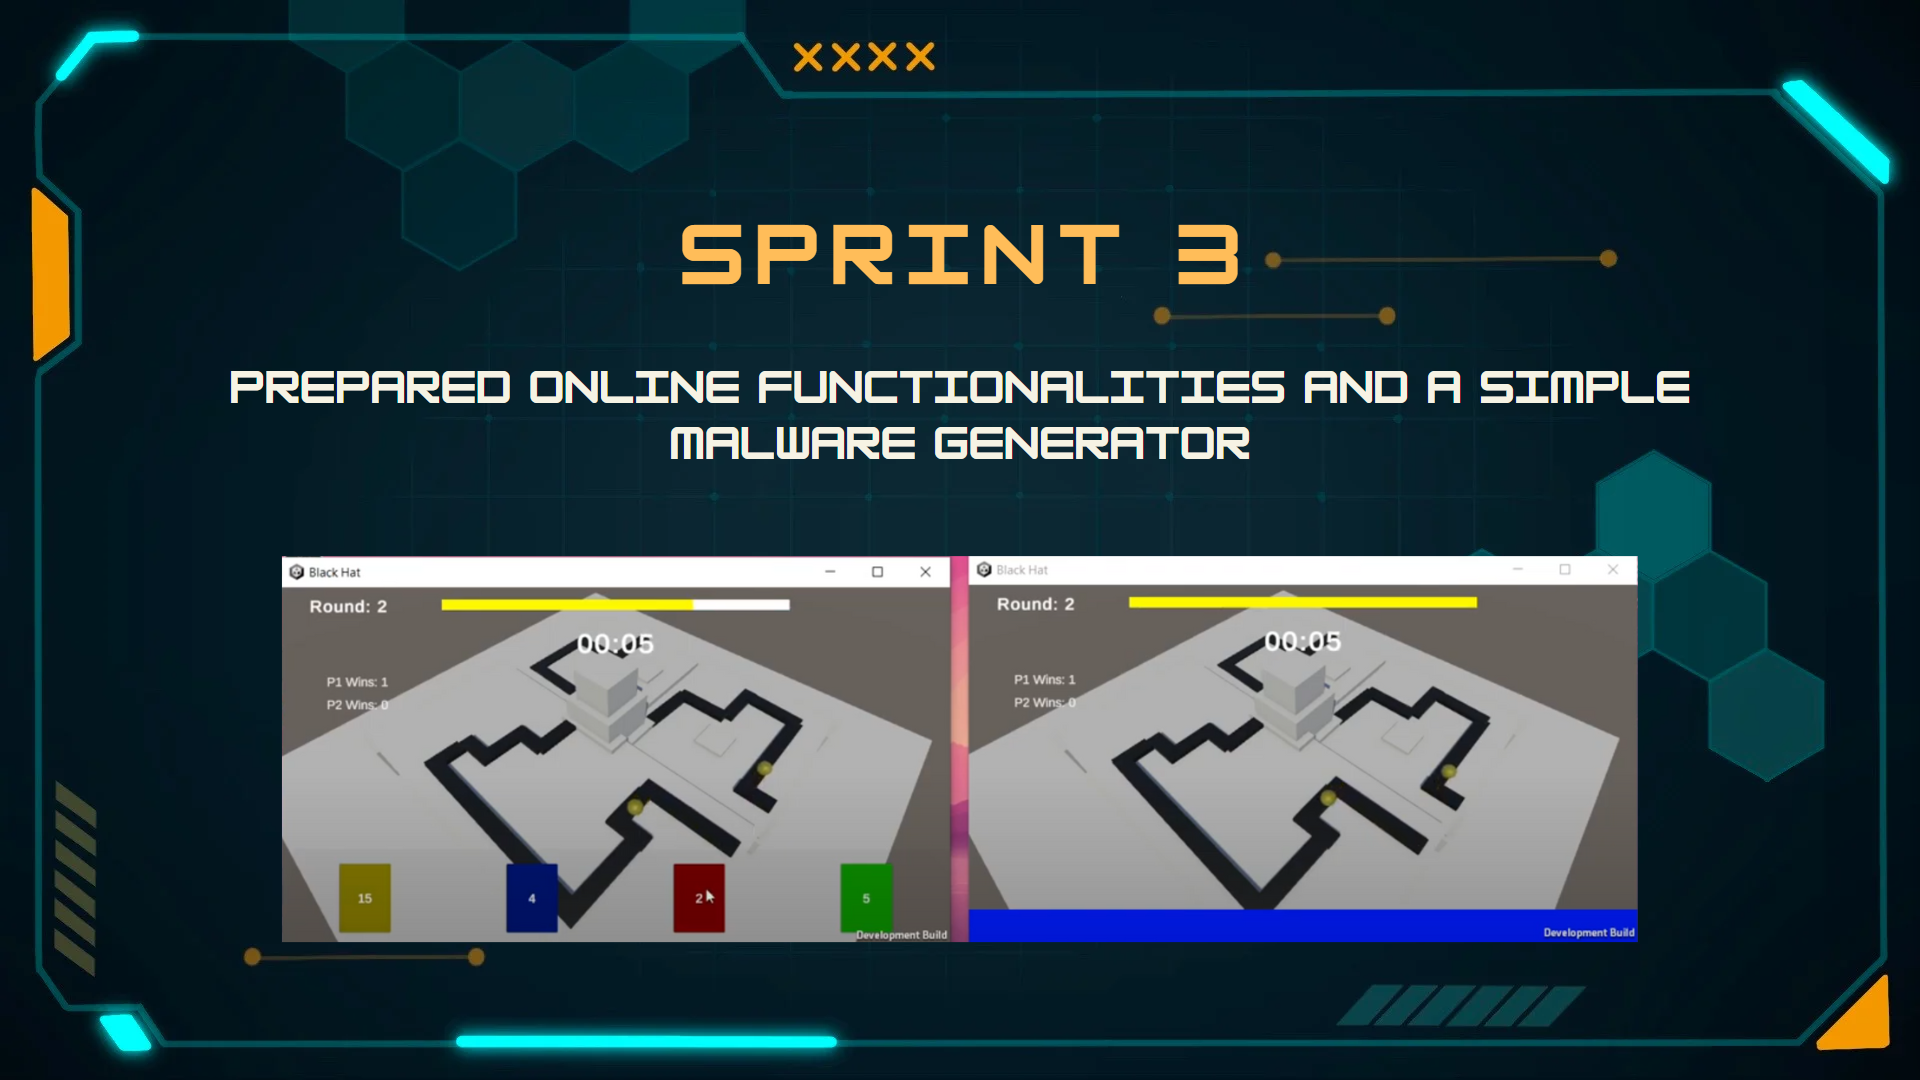 SPRINT 3
PREPARED ONLINE FUNCTIONALITIES AND A SIMPLE
MALWARE GENERATOR
Black Hat
Round: 2
00:05
P1 Wins: 1
P2 Wins: 0
15
4
2
5
Development Build
Black Hat
Round: 2
00:05
P1 Wins: 1
P2 Wins: 0
Development Build